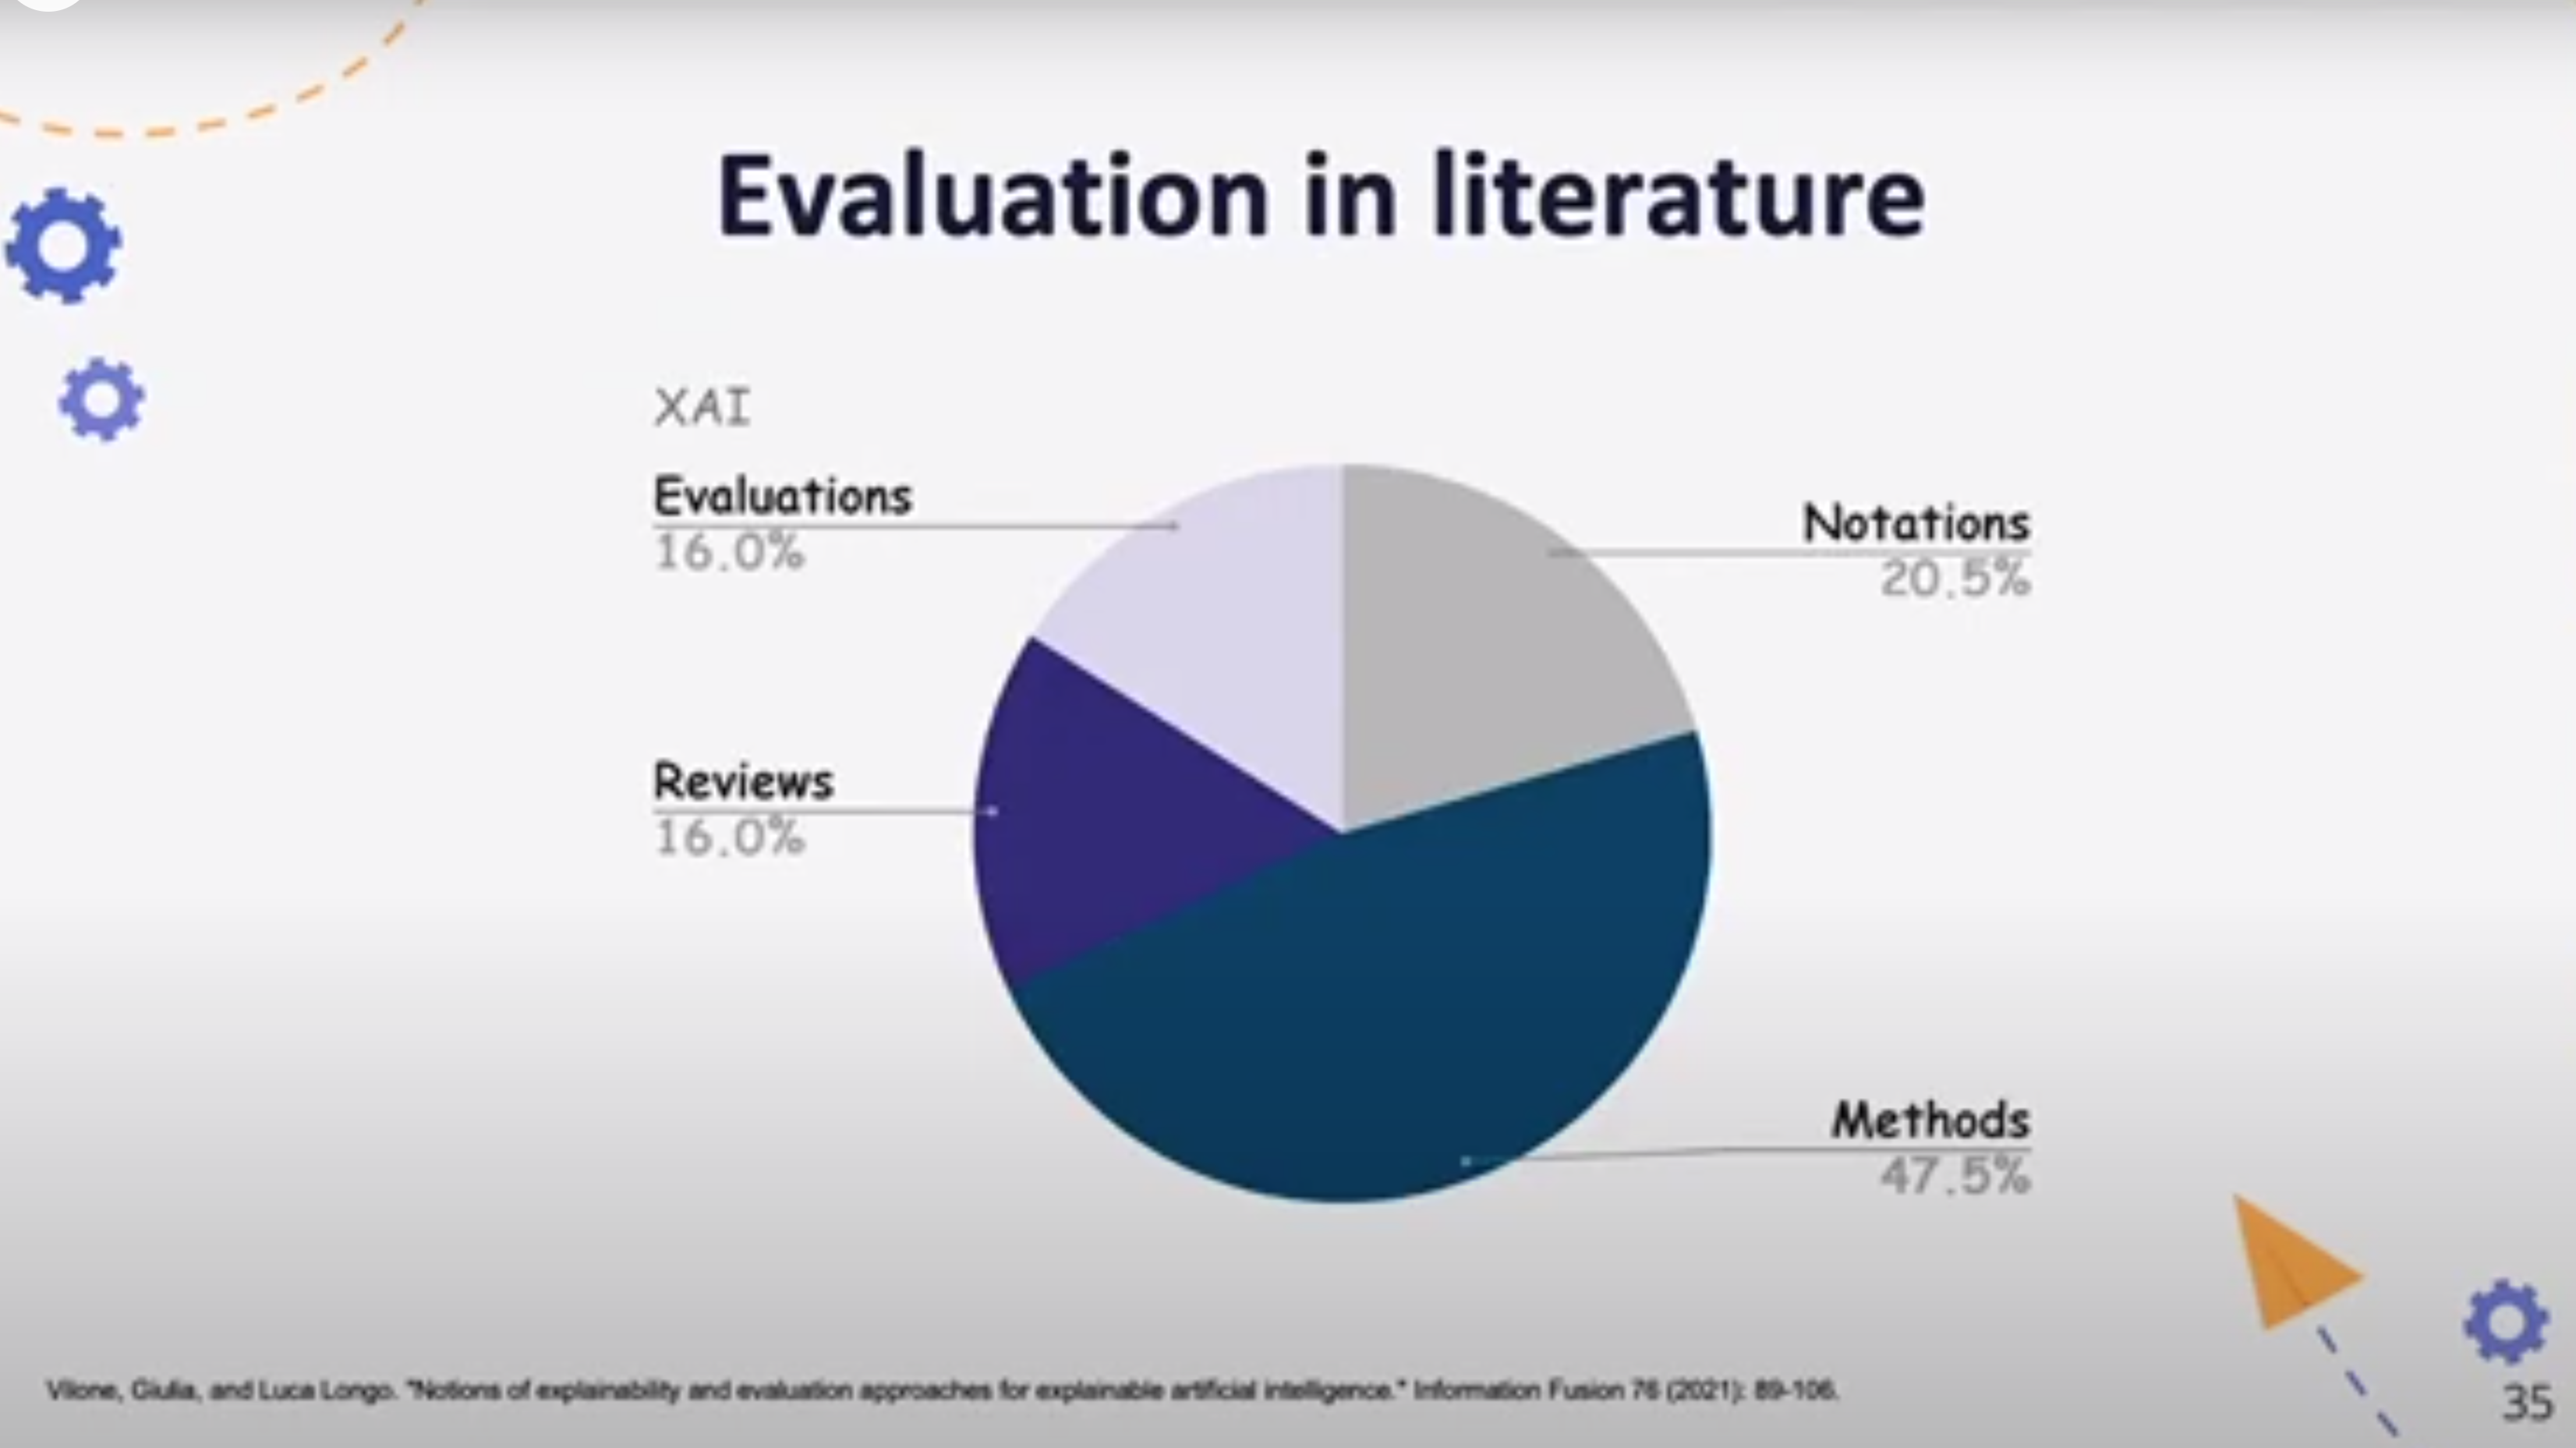 Evaluation in literature
XAI
Evaluations
16.0%
Notations
20.5%
Reviews
16.0%
Methods
47.5%
Vilone, Giulia, and Luca Longo. "Notions of explainability and evaluation approaches for explainable artificial intelligence." Information Fusion 76 (2021): 89-106.
35